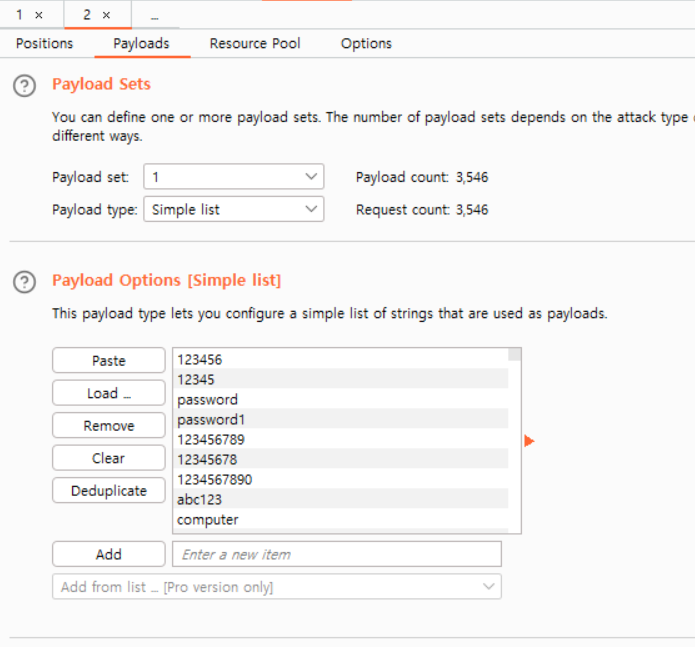 1 × 2 × ...
Positions Payloads Resource Pool Options
Payload Sets
You can define one or more payload sets. The number of payload sets depends on the attack type
different ways.
Payload set: 1 Payload count: 3,546
Payload type: Simple list Request count: 3,546
Payload Options [Simple list]
This payload type lets you configure a simple list of strings that are used as payloads.
Paste
Load ...
Remove
Clear
Deduplicate
123456
12345
password
password1
123456789
12345678
1234567890
abc123
computer
Add Enter a new item
Add from list ... [Pro version only]